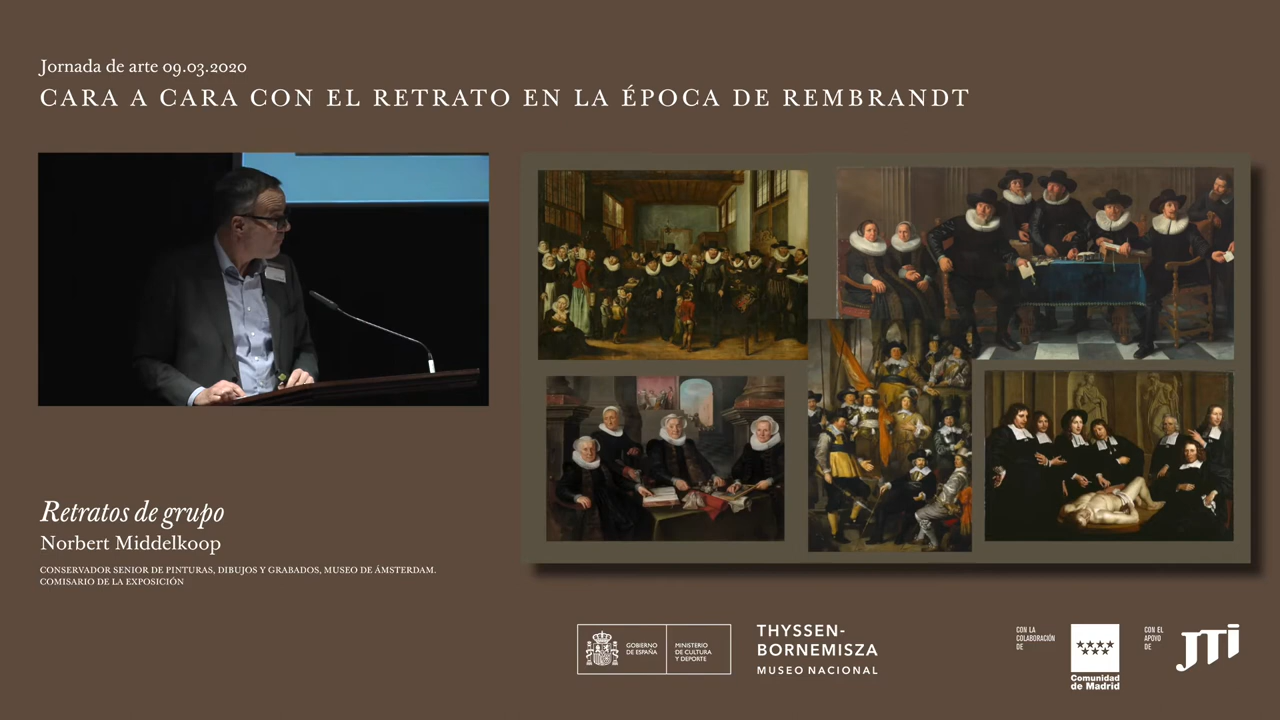 Jornada de arte 09.03.2020
CARA A CARA CON EL RETRATO EN LA ÉPOCA DE REMBRANDT
Retratos de grupo
Norbert Middelkoop
CONSERVADOR SENIOR DE PINTURAS, DIBUJOS Y GRABADOS, MUSEO DE ÁMSTERDAM.
COMISARIO DE LA EXPOSICIÓN
GOBIERNO
DE ESPAÑA
MINISTERIO
DE CULTURA
Y DEPORTE
THYSSEN-
BORNEMISZA
MUSEO NACIONAL
CON LA
COLABORACIÓN
DE
Comunidad
de Madrid
CON EL
APOYO
DE
JTi